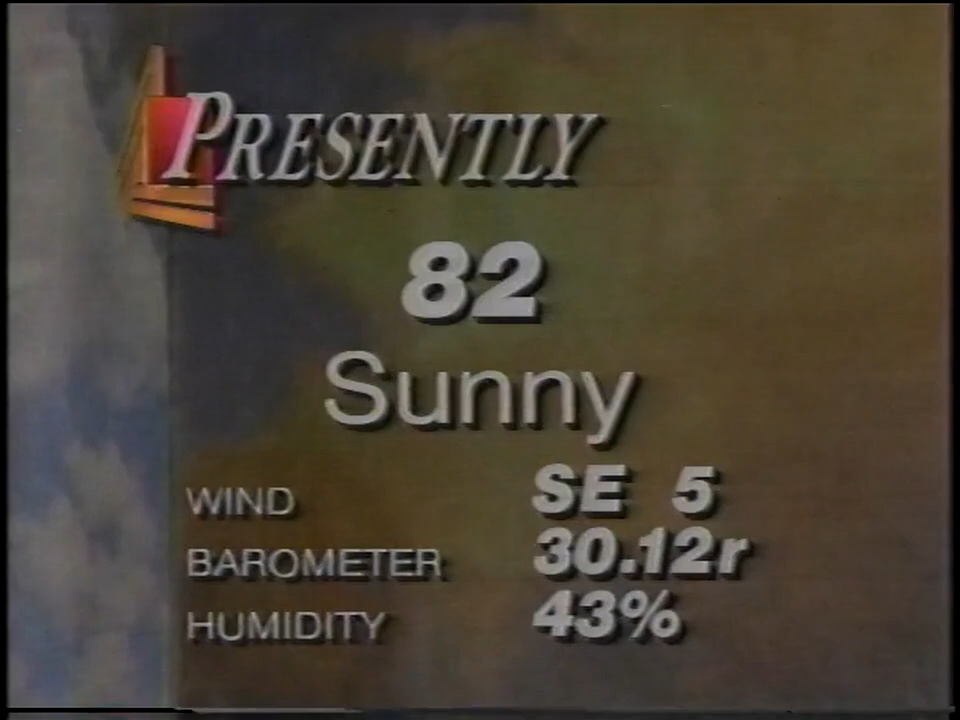 PRESENTLY
82
Sunny
WIND SE 5
BAROMETER 30.12r
HUMIDITY 43%